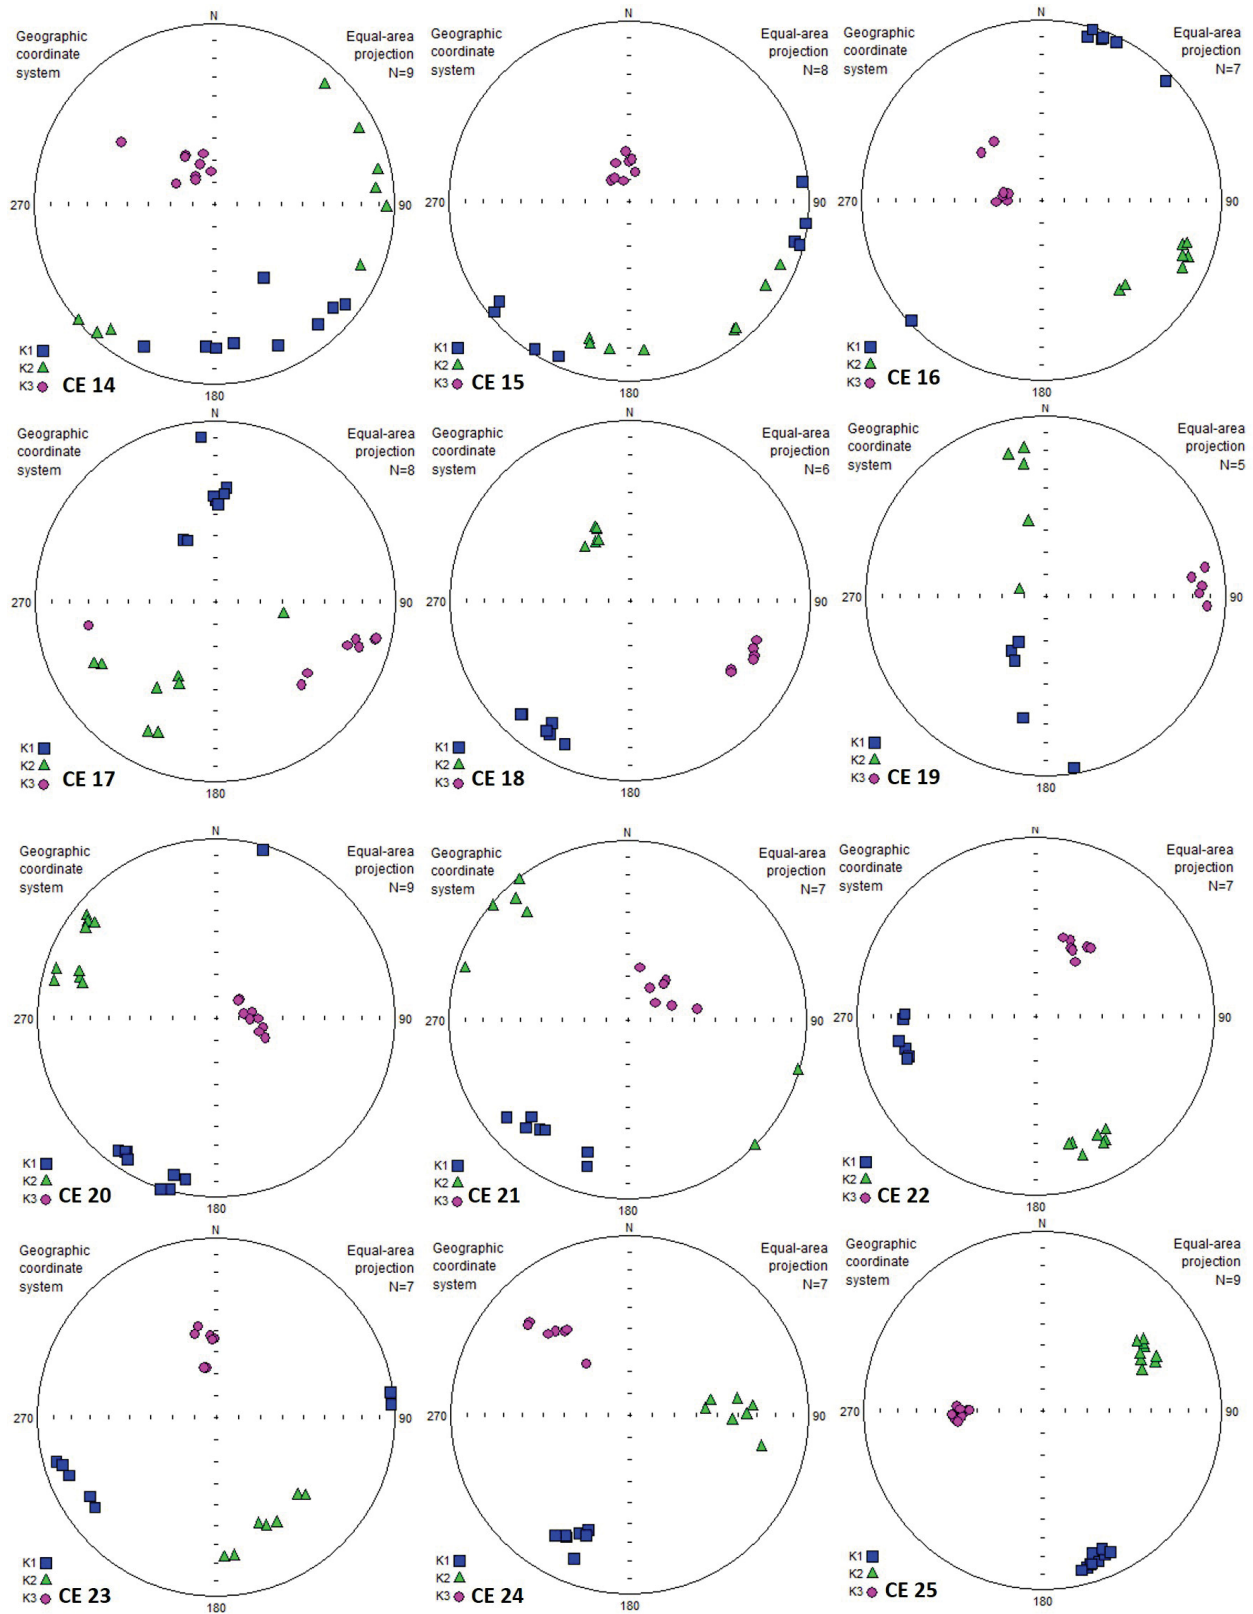 N
Geographic
coordinate
system
Equal-area
projection
N=9
270
90
K1
K2
K3
CE 14
180
N
Geographic
coordinate
system
Equal-area
projection
N=8
270
90
K1
K2
K3
CE 15
180
N
Geographic
coordinate
system
Equal-area
projection
N=7
270
90
K1
K2
K3
CE 16
180
N
Geographic
coordinate
system
Equal-area
projection
N=8
270
90
K1
K2
K3
CE 17
180
N
Geographic
coordinate
system
Equal-area
projection
N=6
270
90
K1
K2
K3
CE 18
180
N
Geographic
coordinate
system
Equal-area
projection
N=5
270
90
K1
K2
K3
CE 19
180
N
Geographic
coordinate
system
Equal-area
projection
N=9
270
90
K1
K2
K3
CE 20
180
N
Geographic
coordinate
system
Equal-area
projection
N=7
270
90
K1
K2
K3
CE 21
180
N
Geographic
coordinate
system
Equal-area
projection
N=7
270
90
K1
K2
K3
CE 22
180
N
Geographic
coordinate
system
Equal-area
projection
N=7
270
90
K1
K2
K3
CE 23
180
N
Geographic
coordinate
system
Equal-area
projection
N=7
270
90
K1
K2
K3
CE 24
180
N
Geographic
coordinate
system
Equal-area
projection
N=9
270
90
K1
K2
K3
CE 25
180